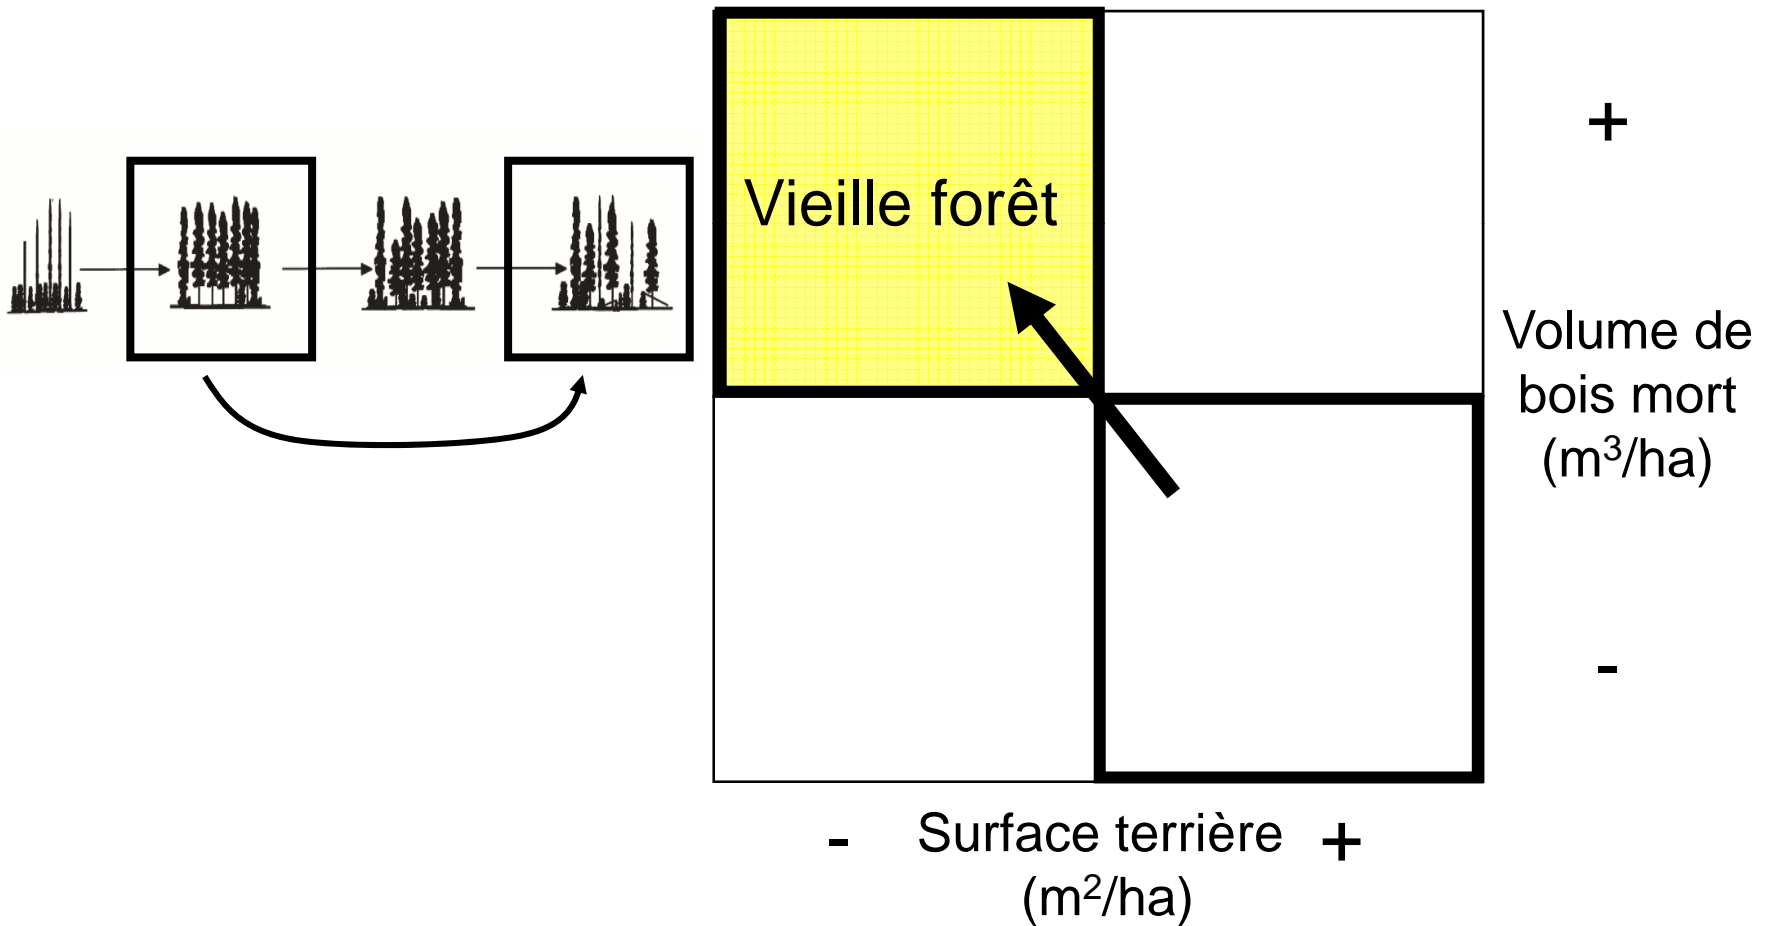 Vieille forêt
+
Volume de
bois mort
(m³/ha)
-
- Surface terrière +
(m²/ha)